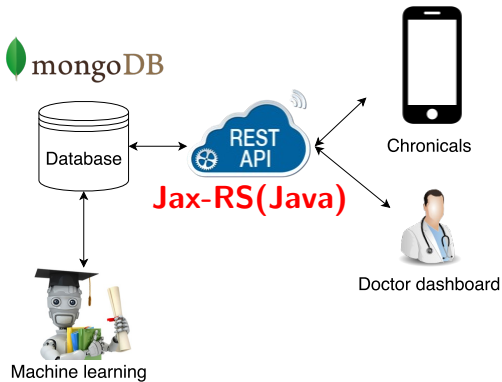 mongoDB
REST
API
Database
Jax-RS(Java)
Chronicals
Doctor dashboard
Machine learning